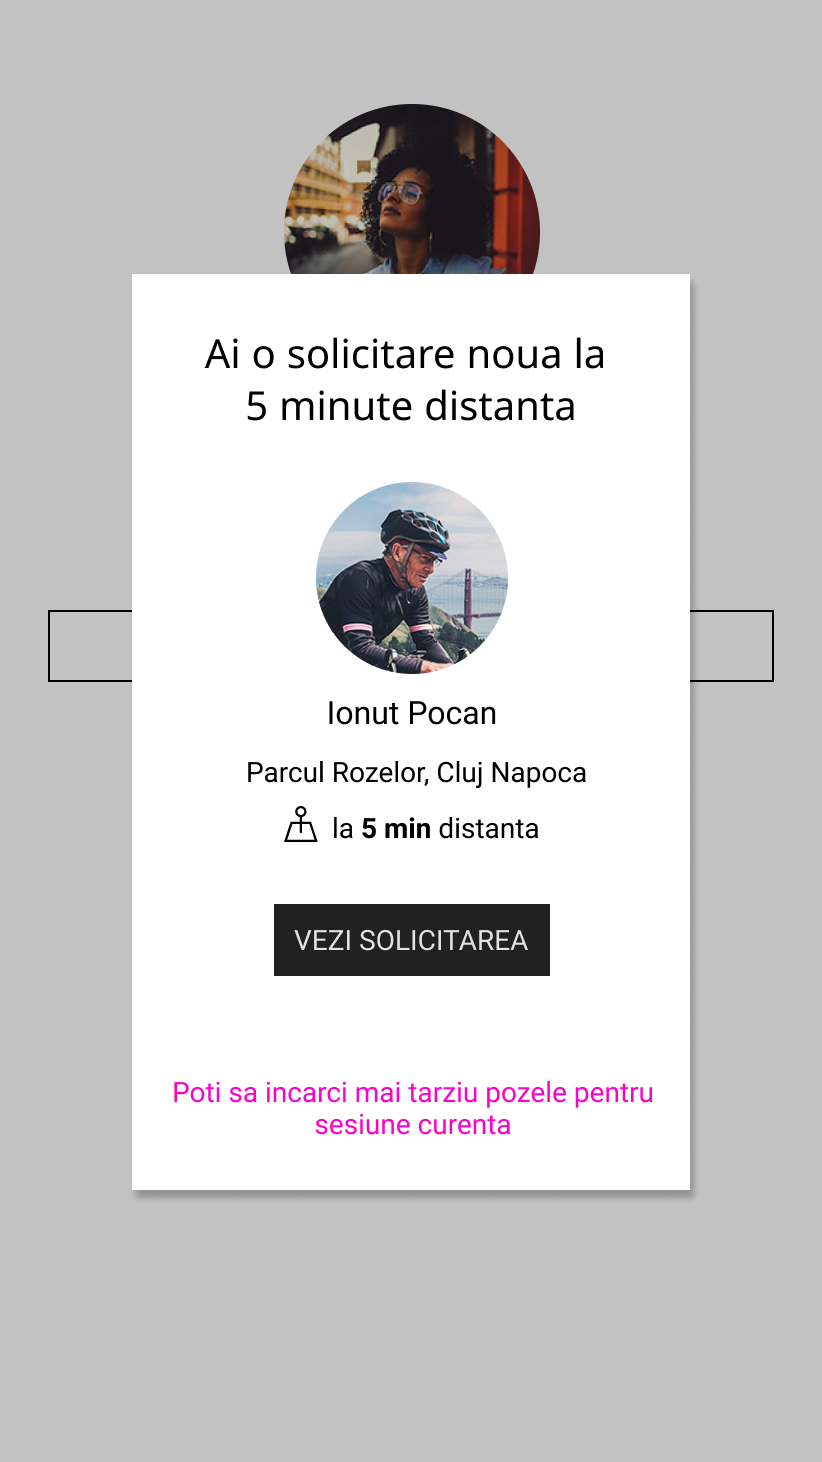 Ai o solicitare noua la
5 minute distanta
Ionut Pocan
Parcul Rozelor, Cluj Napoca
la 5 min distanta
VEZI SOLICITAREA
Poti sa incarci mai tarziu pozele pentru
sesiune curenta